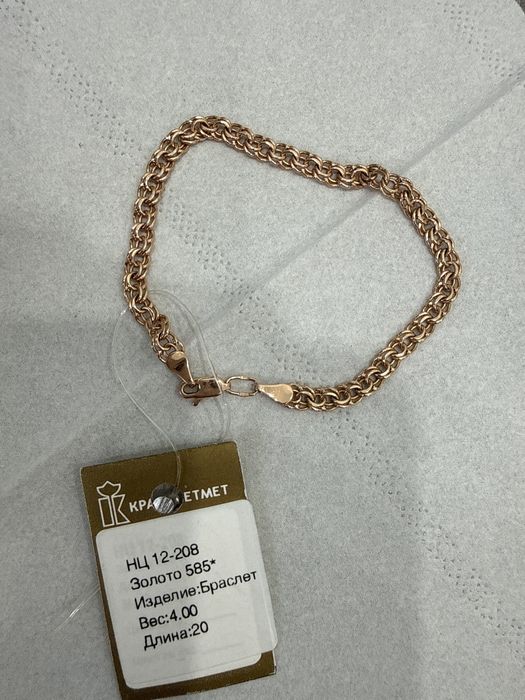 НЦ 12-208
Золото 585*
Изделие:Браслет
Вес:4.00
Длина:20